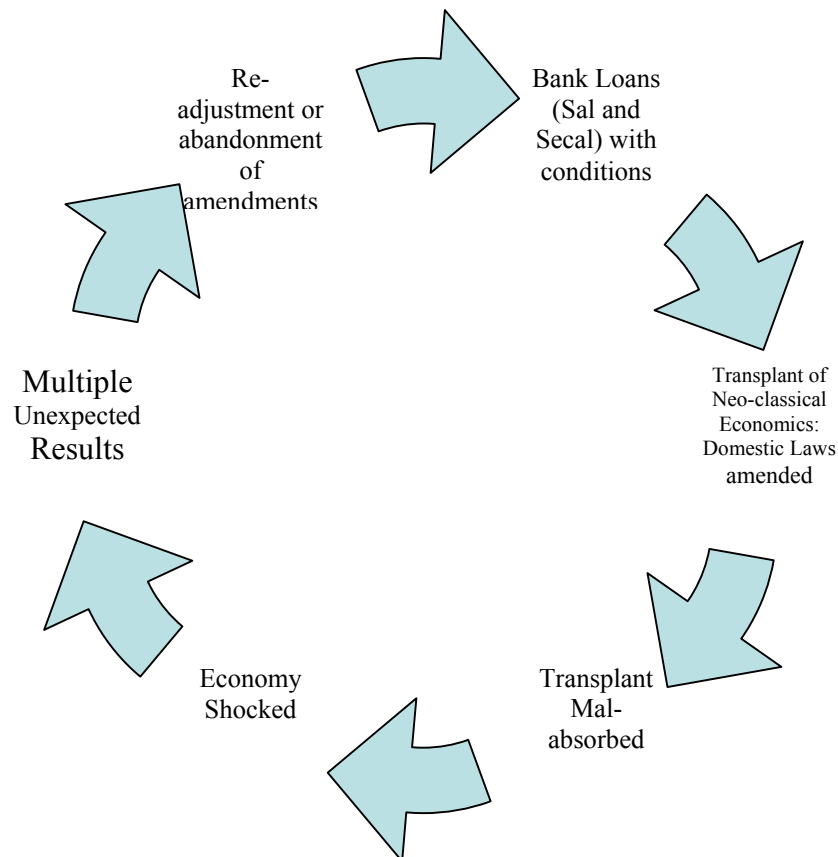 Re-
adjustment or
abandonment
of
amendments
Bank Loans
(Sal and
Secal) with
conditions
Transplant of
Neo-classical
Economics:
Domestic Laws
amended
Transplant
Mal-
absorbed
Economy
Shocked
Multiple
Unexpected
Results